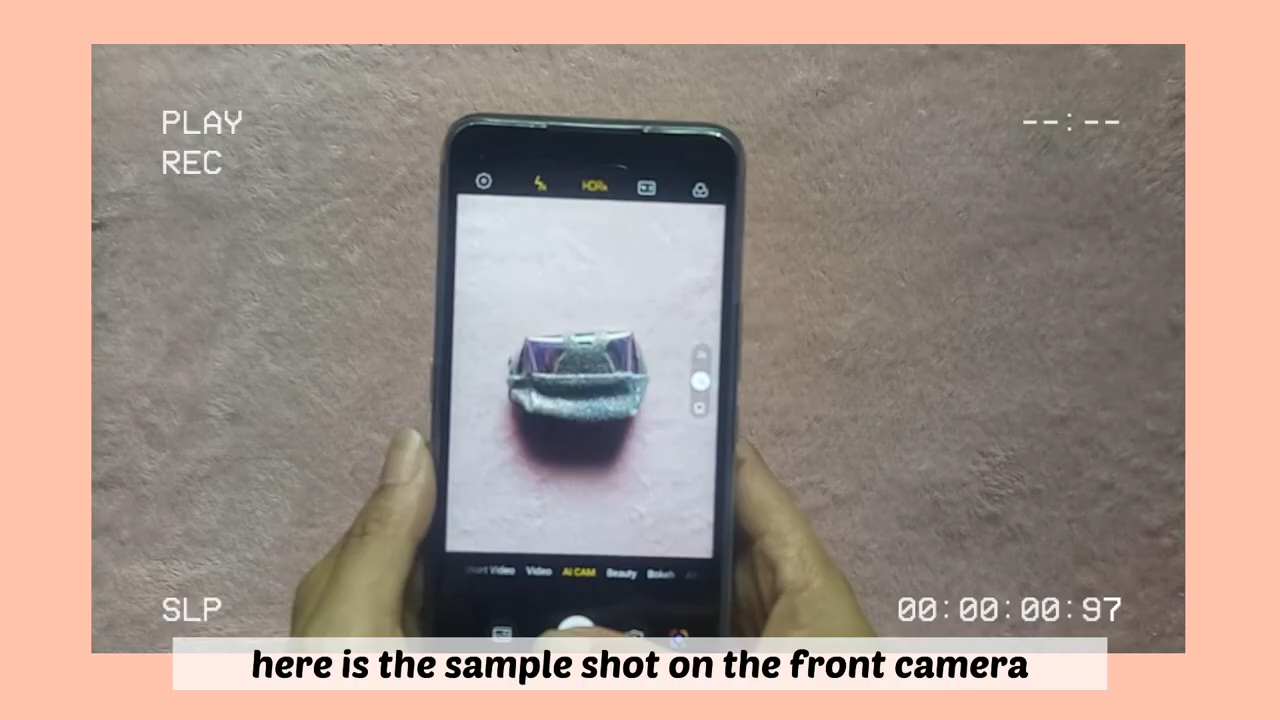 PLAY
--:--
REC
HDR
Video
Video
AI CAM
Beauty
Bokeh
SLP
00:00:00:97
here is the sample shot on the front camera